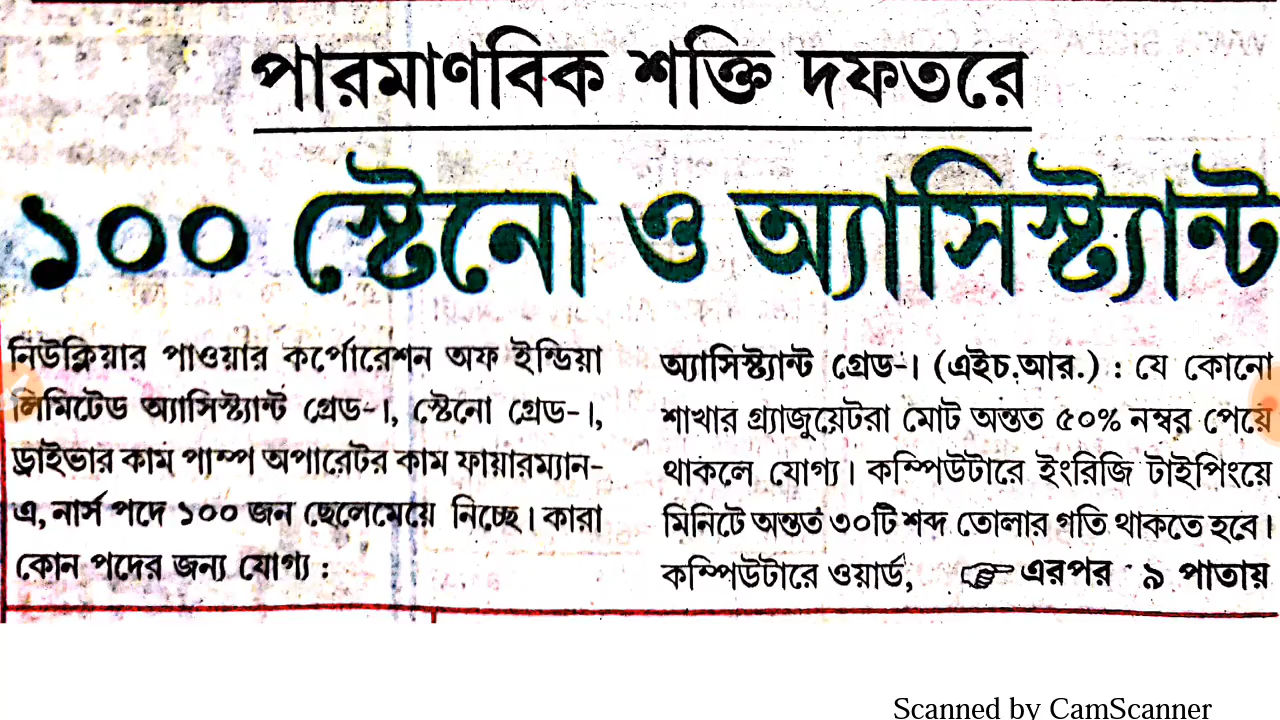 পারমাণবিক শক্তি দফতরে
১০০ স্টেনো ও অ্যাসিস্ট্যান্ট
নিউক্লিয়ার পাওয়ার কর্পোরেশন অফ ইন্ডিয়া
লিমিটেড অ্যাসিস্ট্যান্ট গ্রেড-I, স্টেনো গ্রেড-I,
ড্রাইভার কাম পাম্প অপারেটর কাম ফায়ারম্যান-
এ, নার্স পদে ১০০ জন ছেলেমেয়ে নিচ্ছে। কারা
কোন পদের জন্য যোগ্য :
অ্যাসিস্ট্যান্ট গ্রেড-I (এইচ.আর.) : যে কোনো
শাখার গ্র্যাজুয়েটরা মোট অন্তত ৫০% নম্বর পেয়ে
থাকলে যোগ্য। কম্পিউটারে ইংরিজি টাইপিংয়ে
মিনিটে অন্তত ৩০টি শব্দ তোলার গতি থাকতে হবে।
কম্পিউটারে ওয়ার্ড, এরপর ৯ পাতায়
Scanned by CamScanner